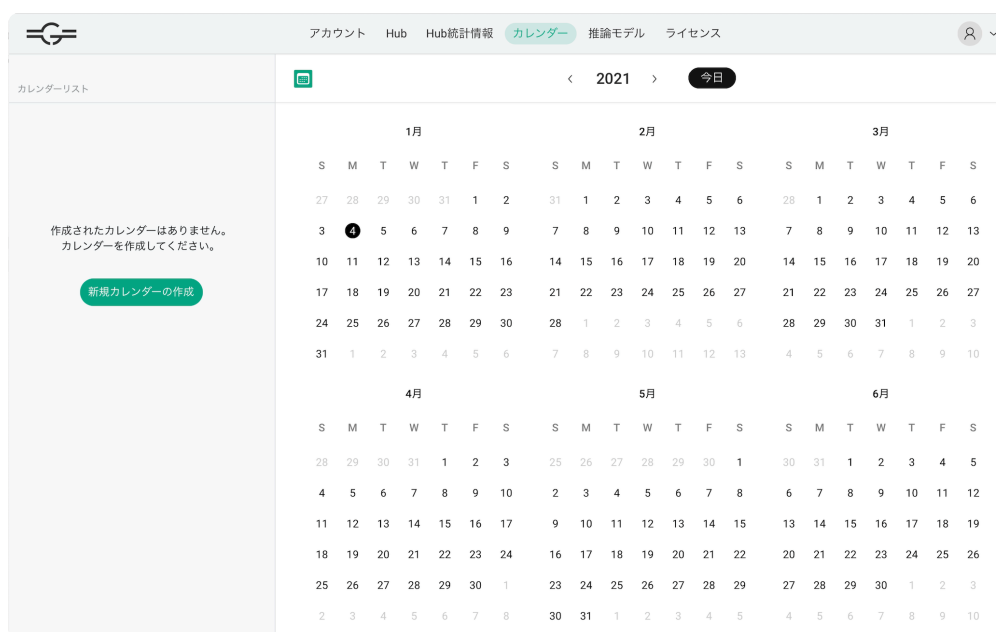 アカウント Hub Hub統計情報 カレンダー 推論モデル ライセンス
カレンダーリスト
作成されたカレンダーはありません。
カレンダーを作成してください。
新規カレンダーの作成
< 2021 > 今日
1月 2月 3月
S M T W T F S S M T W T F S S M T W T F S
27 28 29 30 31 1 2 31 1 2 3 4 5 6 28 1 2 3 4 5 6
3 4 5 6 7 8 9 7 8 9 10 11 12 13 7 8 9 10 11 12 13
10 11 12 13 14 15 16 14 15 16 17 18 19 20 14 15 16 17 18 19 20
17 18 19 20 21 22 23 21 22 23 24 25 26 27 21 22 23 24 25 26 27
24 25 26 27 28 29 30 28 1 2 3 4 5 6 28 29 30 31 1 2 3
31 1 2 3 4 5 6 7 8 9 10 11 12 13 4 5 6 7 8 9 10
4月 5月 6月
S M T W T F S S M T W T F S S M T W T F S
28 29 30 31 1 2 3 25 26 27 28 29 30 1 30 31 1 2 3 4 5
4 5 6 7 8 9 10 2 3 4 5 6 7 8 6 7 8 9 10 11 12
11 12 13 14 15 16 17 9 10 11 12 13 14 15 13 14 15 16 17 18 19
18 19 20 21 22 23 24 16 17 18 19 20 21 22 20 21 22 23 24 25 26
25 26 27 28 29 30 1 23 24 25 26 27 28 29 27 28 29 30 1 2 3
2 3 4 5 6 7 8 30 31 1 2 3 4 5 4 5 6 7 8 9 10